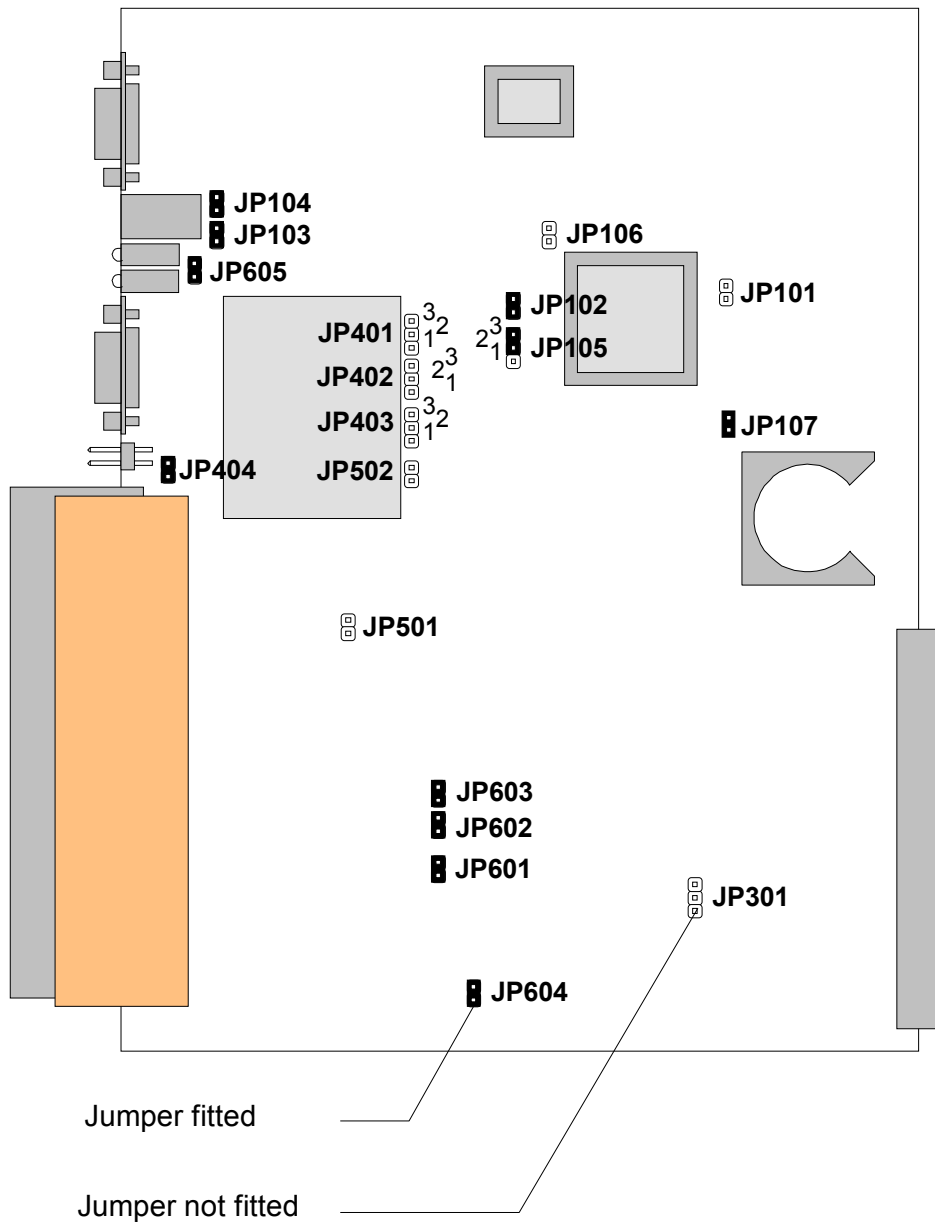 JP104
JP103
JP106
JP605
JP101
JP102
3
JP401
2
1
3
2
JP105
1
3
JP402
2
1
3
JP403
2
1
JP107
JP404
JP502
JP501
JP603
JP602
JP601
JP301
JP604
Jumper fitted
Jumper not fitted